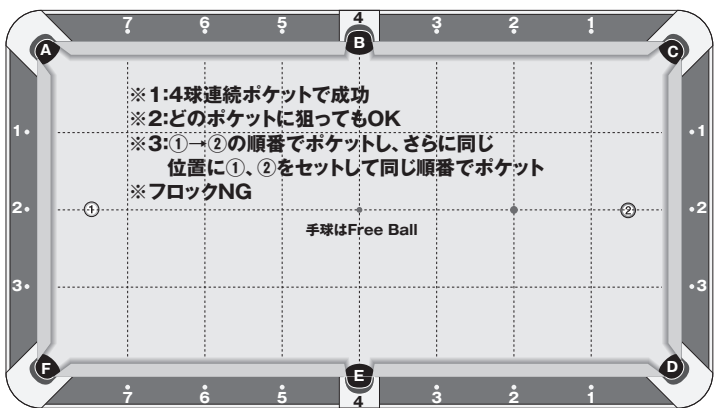 7 6 5 4 3 2 1
A B C
※1:4球連続ポケットで成功
※2:どのポケットに狙ってもOK
1 1
※3:①→②の順番でポケットし、さらに同じ
位置に①、②をセットして同じ順番でポケット
※フロックNG
2 ① ② 2
手球はFree Ball
3 3
F E D
7 6 5 4 3 2 1